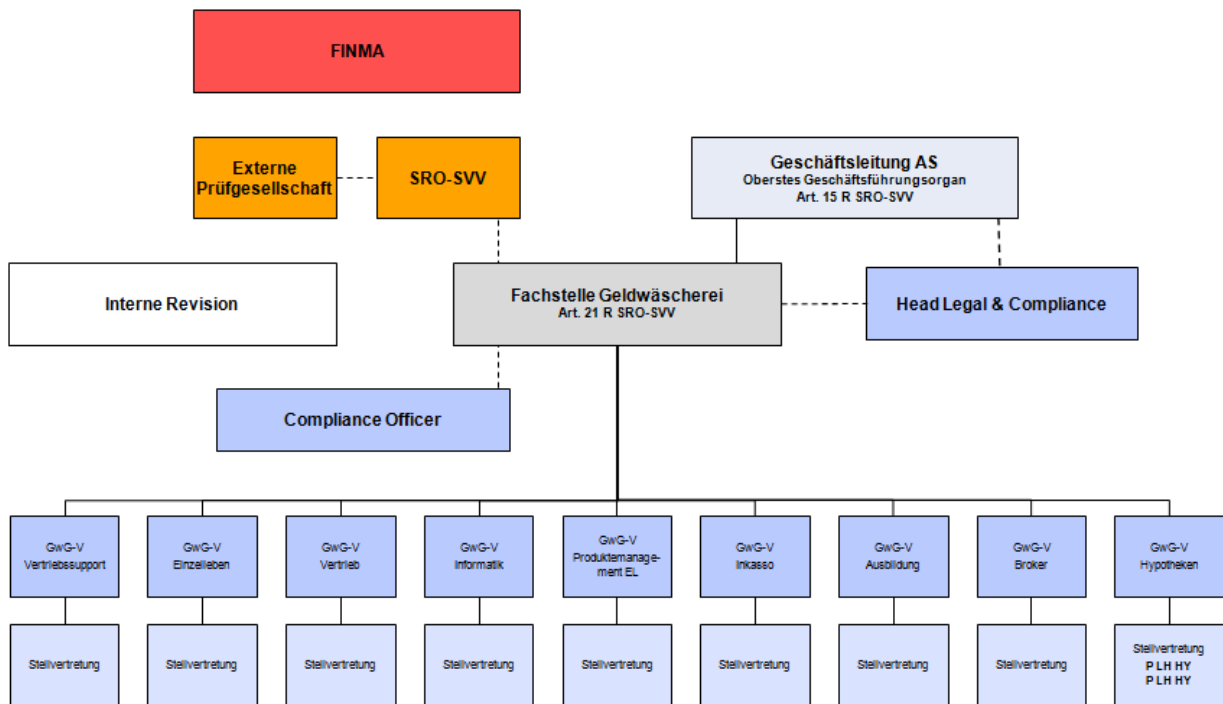 FINMA
Externe
Prüfgesellschaft
SRO-SVV
Geschäftsleitung AS
Oberstes Geschäftsführungsorgan
Art. 15 R SRO-SVV
Interne Revision
Fachstelle Geldwäscherei
Art. 21 R SRO-SVV
Head Legal & Compliance
Compliance Officer
GwG-V
Vertriebssupport
GwG-V
Einzelleben
GwG-V
Vertrieb
GwG-V
Informatik
GwG-V
Produktemanage-
ment EL
GwG-V
Inkasso
GwG-V
Ausbildung
GwG-V
Broker
GwG-V
Hypotheken
Stellvertretung
Stellvertretung
Stellvertretung
Stellvertretung
Stellvertretung
Stellvertretung
Stellvertretung
Stellvertretung
Stellvertretung
P LH HY
P LH HY